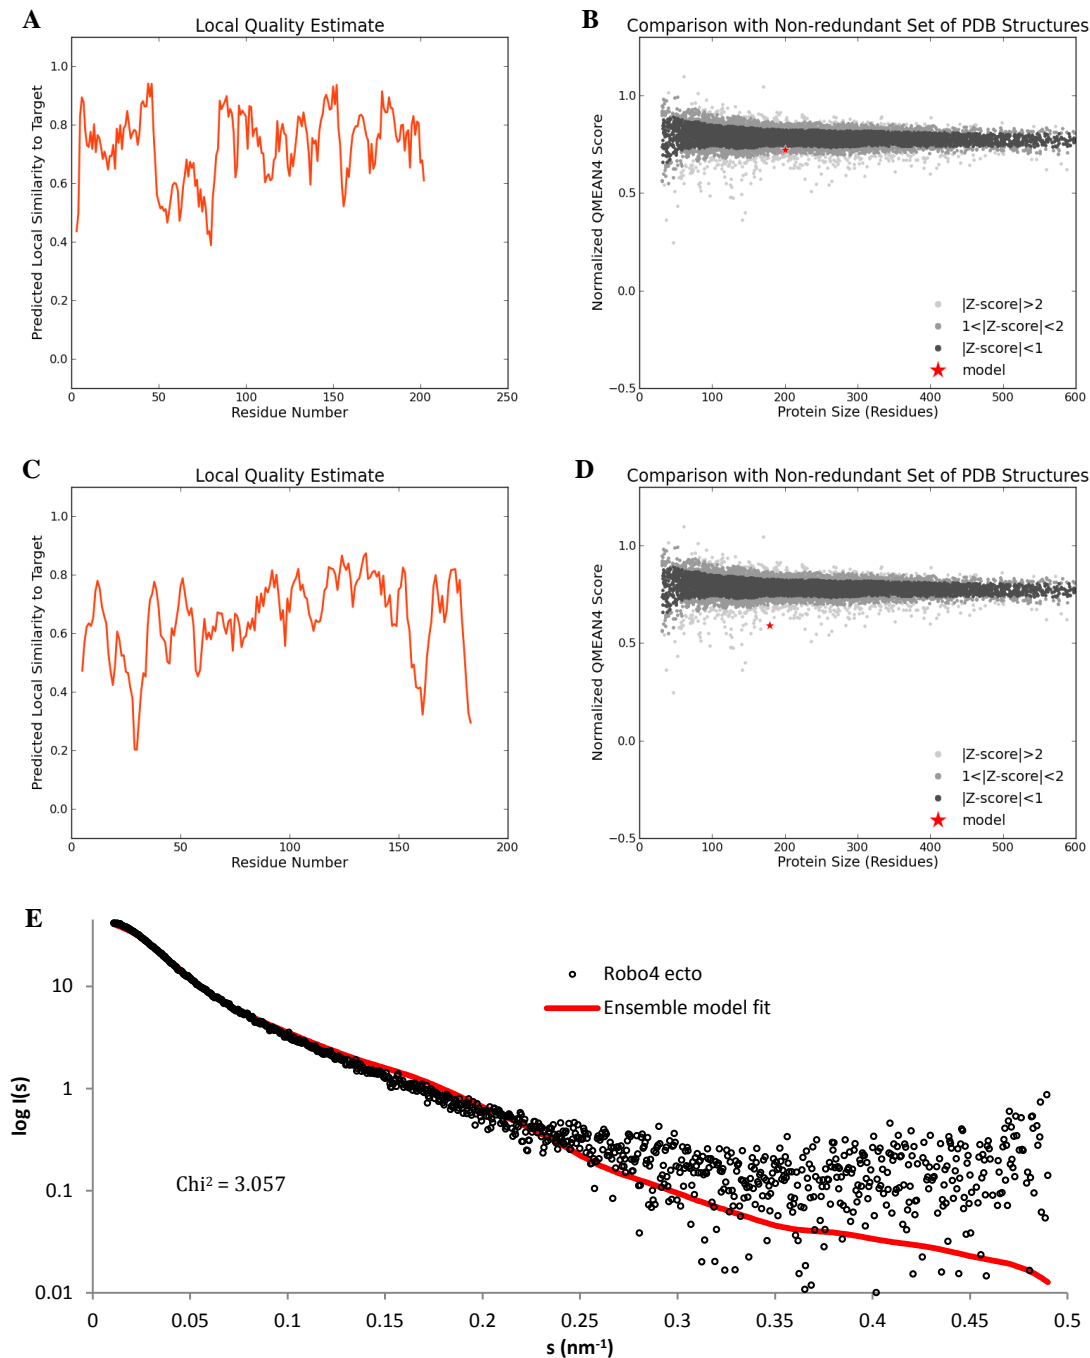 A
Local Quality Estimate
Predicted Local Similarity to Target
1.0
0.8
0.6
0.4
0.2
0.0
0 50 100 150 200 250
Residue Number
B
Comparison with Non-redundant Set of PDB Structures
Normalized QMEAN4 Score
1.0
0.5
0.0
−0.5
0 100 200 300 400 500 600
Protein Size (Residues)
|Z-score|>2
1<|Z-score|<2
|Z-score|<1
model
C
Local Quality Estimate
Predicted Local Similarity to Target
1.0
0.8
0.6
0.4
0.2
0.0
0 50 100 150 200
Residue Number
D
Comparison with Non-redundant Set of PDB Structures
Normalized QMEAN4 Score
1.0
0.5
0.0
−0.5
0 100 200 300 400 500 600
Protein Size (Residues)
|Z-score|>2
1<|Z-score|<2
|Z-score|<1
model
E
log I(s)
10
1
0.1
0.01
Robo4 ecto
Ensemble model fit
Chi² = 3.057
0 0.05 0.1 0.15 0.2 0.25 0.3 0.35 0.4 0.45 0.5
s (nm⁻¹)